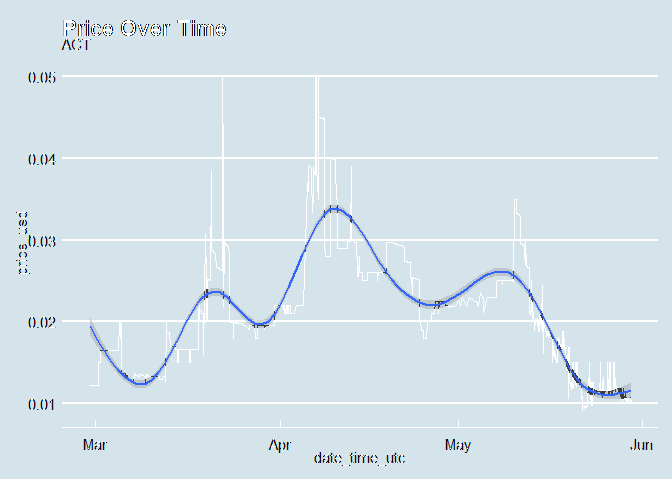 Price Over Time
ACT
0.05
0.04
0.03
0.02
0.01
price_usd
Mar
Apr
May
Jun
date_time_utc